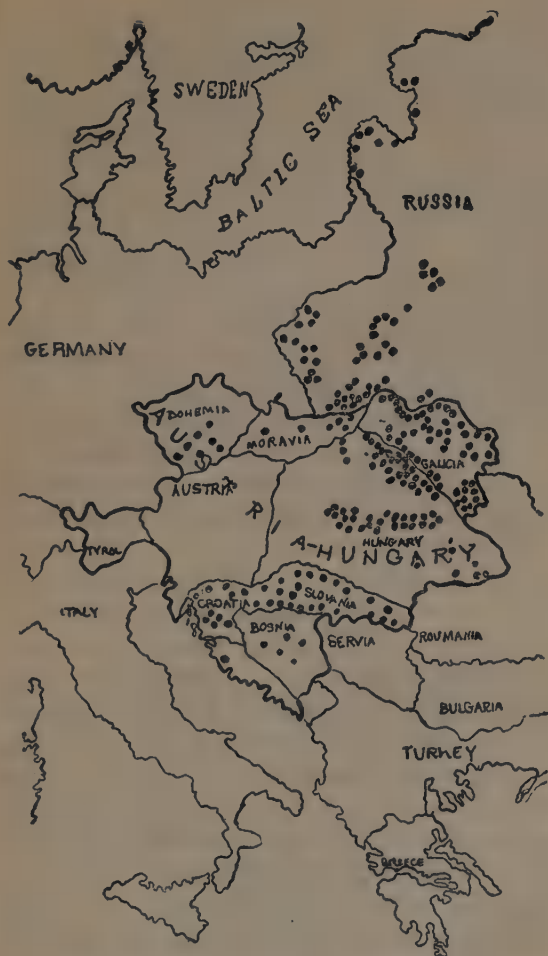 SWEDEN
BALTIC SEA
RUSSIA
GERMANY
BOHEMIA
MORAVIA
GALICIA
AUSTRIA
A-HUNGARY
HUNGARY
TYROL
ITALY
CROATIA
SLOVANIA
BOSNIA
SERVIA
ROUMANIA
BULGARIA
TURKEY
GREECE